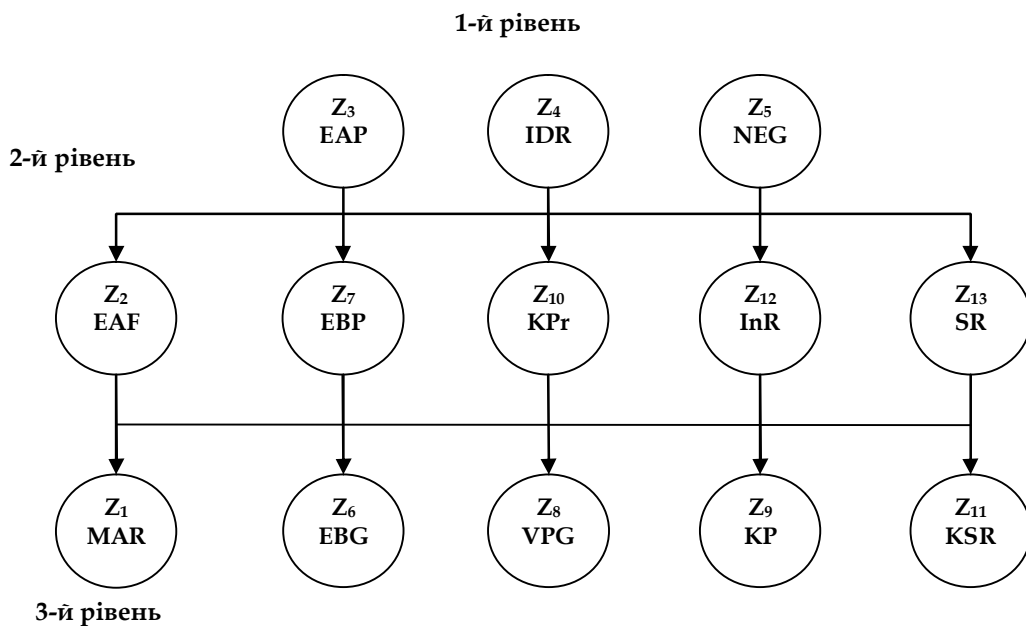 1-й рівень
Z3 Z4 Z5
EAP IDR NEG
2-й рівень
Z2 Z7 Z10 Z12 Z13
EAF EBP KPr InR SR
Z1 Z6 Z8 Z9 Z11
MAR EBG VPG KP KSR
3-й рівень